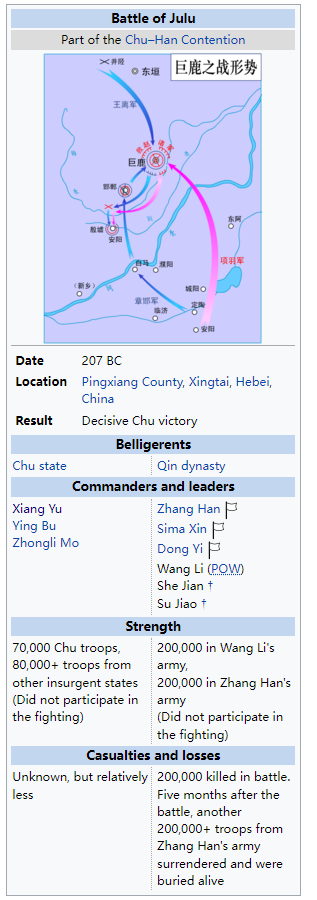 Battle of Julu
Part of the Chu–Han Contention
井陉
东垣
巨鹿之战形势
王离军
巨鹿
邯郸
殷墟
安阳
东阿
项羽军
白马
濮阳
(新乡)
城阳
章邯军
定陶
临济
安阳
Date 207 BC
Location Pingxiang County, Xingtai, Hebei,
China
Result Decisive Chu victory
Belligerents
Chu state
Qin dynasty
Commanders and leaders
Xiang Yu
Ying Bu
Zhongli Mo
Zhang Han
Sima Xin
Dong Yi
Wang Li (POW)
She Jian †
Su Jiao †
Strength
70,000 Chu troops,
80,000+ troops from
other insurgent states
(Did not participate in
the fighting)
200,000 in Wang Li's
army,
200,000 in Zhang Han's
army
(Did not participate in
the fighting)
Casualties and losses
Unknown, but relatively
less
200,000 killed in battle.
Five months after the
battle, another
200,000+ troops from
Zhang Han's army
surrendered and were
buried alive